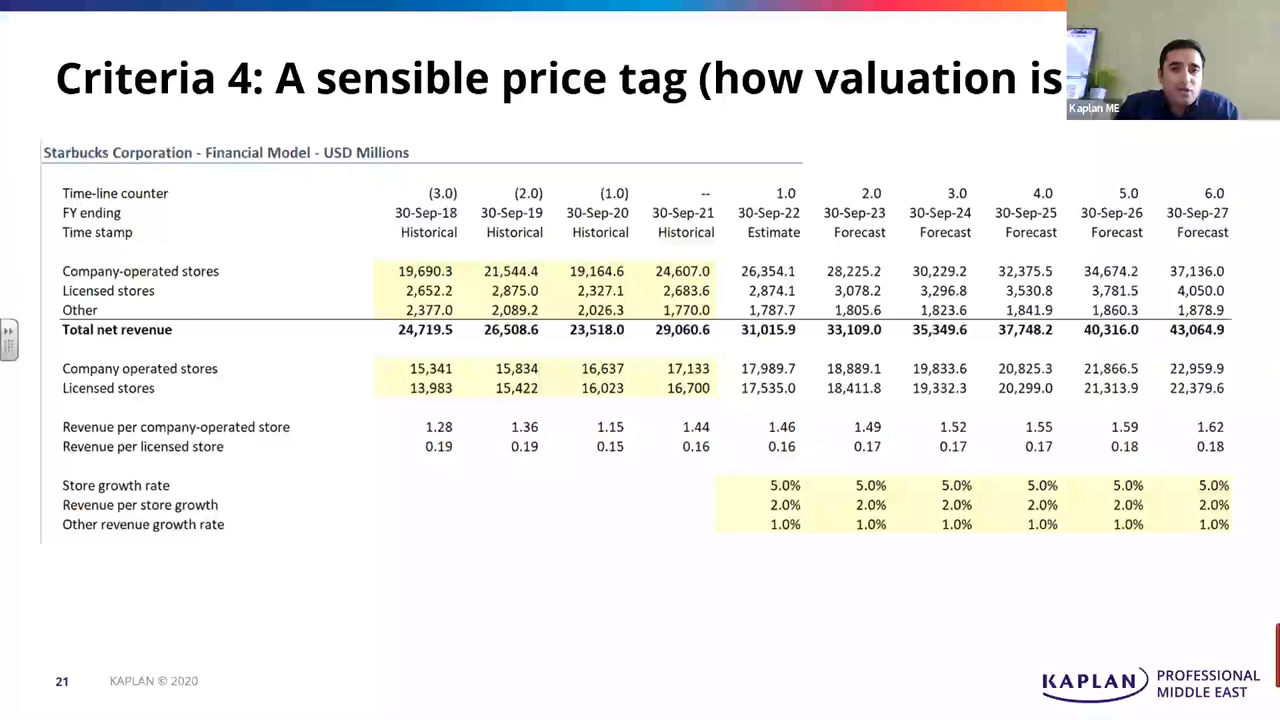 Criteria 4: A sensible price tag (how valuation is
Kaplan ME
Starbucks Corporation - Financial Model - USD Millions
Time-line counter (3.0) (2.0) (1.0) -- 1.0 2.0 3.0 4.0 5.0 6.0
FY ending 30-Sep-18 30-Sep-19 30-Sep-20 30-Sep-21 30-Sep-22 30-Sep-23 30-Sep-24 30-Sep-25 30-Sep-26 30-Sep-27
Time stamp Historical Historical Historical Historical Estimate Forecast Forecast Forecast Forecast Forecast
Company-operated stores 19,690.3 21,544.4 19,164.6 24,607.0 26,354.1 28,225.2 30,229.2 32,375.5 34,674.2 37,136.0
Licensed stores 2,652.2 2,875.0 2,327.1 2,683.6 2,874.1 3,078.2 3,296.8 3,530.8 3,781.5 4,050.0
Other 2,377.0 2,089.2 2,026.3 1,770.0 1,787.7 1,805.6 1,823.6 1,841.9 1,860.3 1,878.9
Total net revenue 24,719.5 26,508.6 23,518.0 29,060.6 31,015.9 33,109.0 35,349.6 37,748.2 40,316.0 43,064.9
Company operated stores 15,341 15,834 16,637 17,133 17,989.7 18,889.1 19,833.6 20,825.3 21,866.5 22,959.9
Licensed stores 13,983 15,422 16,023 16,700 17,535.0 18,411.8 19,332.3 20,299.0 21,313.9 22,379.6
Revenue per company-operated store 1.28 1.36 1.15 1.44 1.46 1.49 1.52 1.55 1.59 1.62
Revenue per licensed store 0.19 0.19 0.15 0.16 0.16 0.17 0.17 0.17 0.18 0.18
Store growth rate 5.0% 5.0% 5.0% 5.0% 5.0% 5.0%
Revenue per store growth 2.0% 2.0% 2.0% 2.0% 2.0% 2.0%
Other revenue growth rate 1.0% 1.0% 1.0% 1.0% 1.0% 1.0%
21 KAPLAN © 2020
KAPLAN PROFESSIONAL
MIDDLE EAST